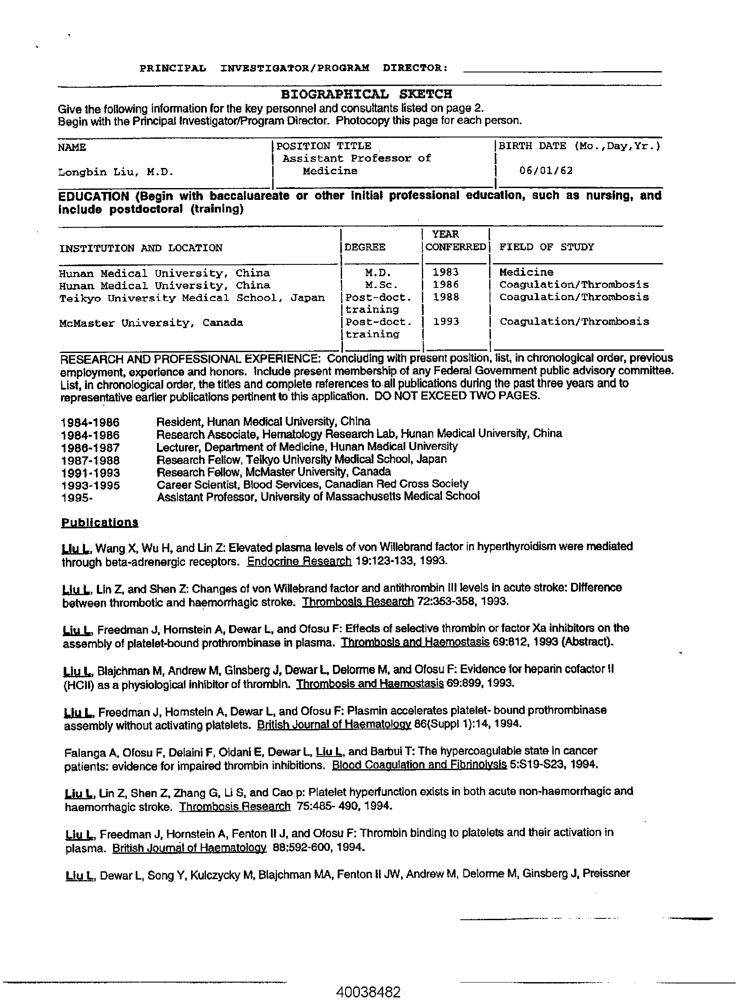 PRINCIPAL INVESTIGATOR/PROGRAM DIRECTOR:
BIOGRAPHICAL SKETCH
Give the following information for the key personnel and consultants listed on page 2.
Begin with the Principal Investigator/Program Director. Photocopy this page for each person.
NAME POSITION TITLE BIRTH DATE (Mo.,Day,Yr.)
Assistant Professor of
Longbin Liu, M.D. Medicine 06/01/62
EDUCATION (Begin with baccaluareate or other initial professional education, such as nursing, and
include postdoctoral (training)
YEAR
INSTITUTION AND LOCATION DEGREE CONFERRED FIELD OF STUDY
Hunan Medical University, China M.D. 1983 Medicine
Hunan Medical University, China M.Sc. 1986 Coagulation/Thrombosis
Teikyo University Medical School, Japan Post-doct. 1988 Coagulation/Thrombosis
training
McMaster University, Canada Post-doct. 1993 Coagulation/Thrombosis
training
RESEARCH AND PROFESSIONAL EXPERIENCE: Concluding with present position, list, in chronological order, previous
employment, experience and honors. Include present membership of any Federal Government public advisory committee.
List, in chronological order, the titles and complete references to all publications during the past three years and to
representative earlier publications pertinent to this application. DO NOT EXCEED TWO PAGES.
1984-1986 Resident, Hunan Medical University, China
1984-1986 Research Associate, Hematology Research Lab, Hunan Medical University, China
1986-1987 Lecturer, Department of Medicine, Hunan Medical University
1987-1988 Research Fellow, Teikyo University Medical School, Japan
1991-1993 Research Fellow, McMaster University, Canada
1993-1995 Career Scientist, Blood Services, Canadian Red Cross Society
1995- Assistant Professor, University of Massachusetts Medical School
Publications
Liu L, Wang X, Wu H, and Lin Z: Elevated plasma levels of von Willebrand factor in hyperthyroidism were mediated
through beta-adrenergic receptors. Endocrine Research 19:123-133, 1993.
Liu L, Lin Z, and Shen Z: Changes of von Willebrand factor and antithrombin III levels in acute stroke: Difference
between thrombotic and haemorrhagic stroke. Thrombosis Research 72:353-358, 1993.
Liu L, Freedman J, Hornstein A, Dewar L, and Ofosu F: Effects of selective thrombin or factor Xa inhibitors on the
assembly of platelet-bound prothrombinase in plasma. Thrombosis and Haemostasis 69:812, 1993 (Abstract).
Liu L, Blajchman M, Andrew M, Ginsberg J, Dewar L, Delorme M, and Ofosu F: Evidence for heparin cofactor II
(HCII) as a physiological inhibitor of thrombin. Thrombosis and Haemostasis 69:899, 1993.
Liu L, Freedman J, Hornstein A, Dewar L, and Ofosu F: Plasmin accelerates platelet- bound prothrombinase
assembly without activating platelets. British Journal of Haematology 86(Suppl 1):14, 1994.
Falanga A, Ofosu F, Delaini F, Oldani E, Dewar L, Liu L, and Barbui T: The hypercoagulable state in cancer
patients: evidence for impaired thrombin inhibitions. Blood Coagulation and Fibrinolysis 5:S19-S23, 1994.
Liu L, Lin Z, Shen Z, Zhang G, Li S, and Cao p: Platelet hyperfunction exists in both acute non-haemorrhagic and
haemorrhagic stroke. Thrombosis Research 75:485- 490, 1994.
Liu L, Freedman J, Hornstein A, Fenton II J, and Ofosu F: Thrombin binding to platelets and their activation in
plasma. British Journal of Haematology 88:592-600, 1994.
Liu L, Dewar L, Song Y, Kulczycky M, Blajchman MA, Fenton II JW, Andrew M, Delorme M, Ginsberg J, Preissner
40038482